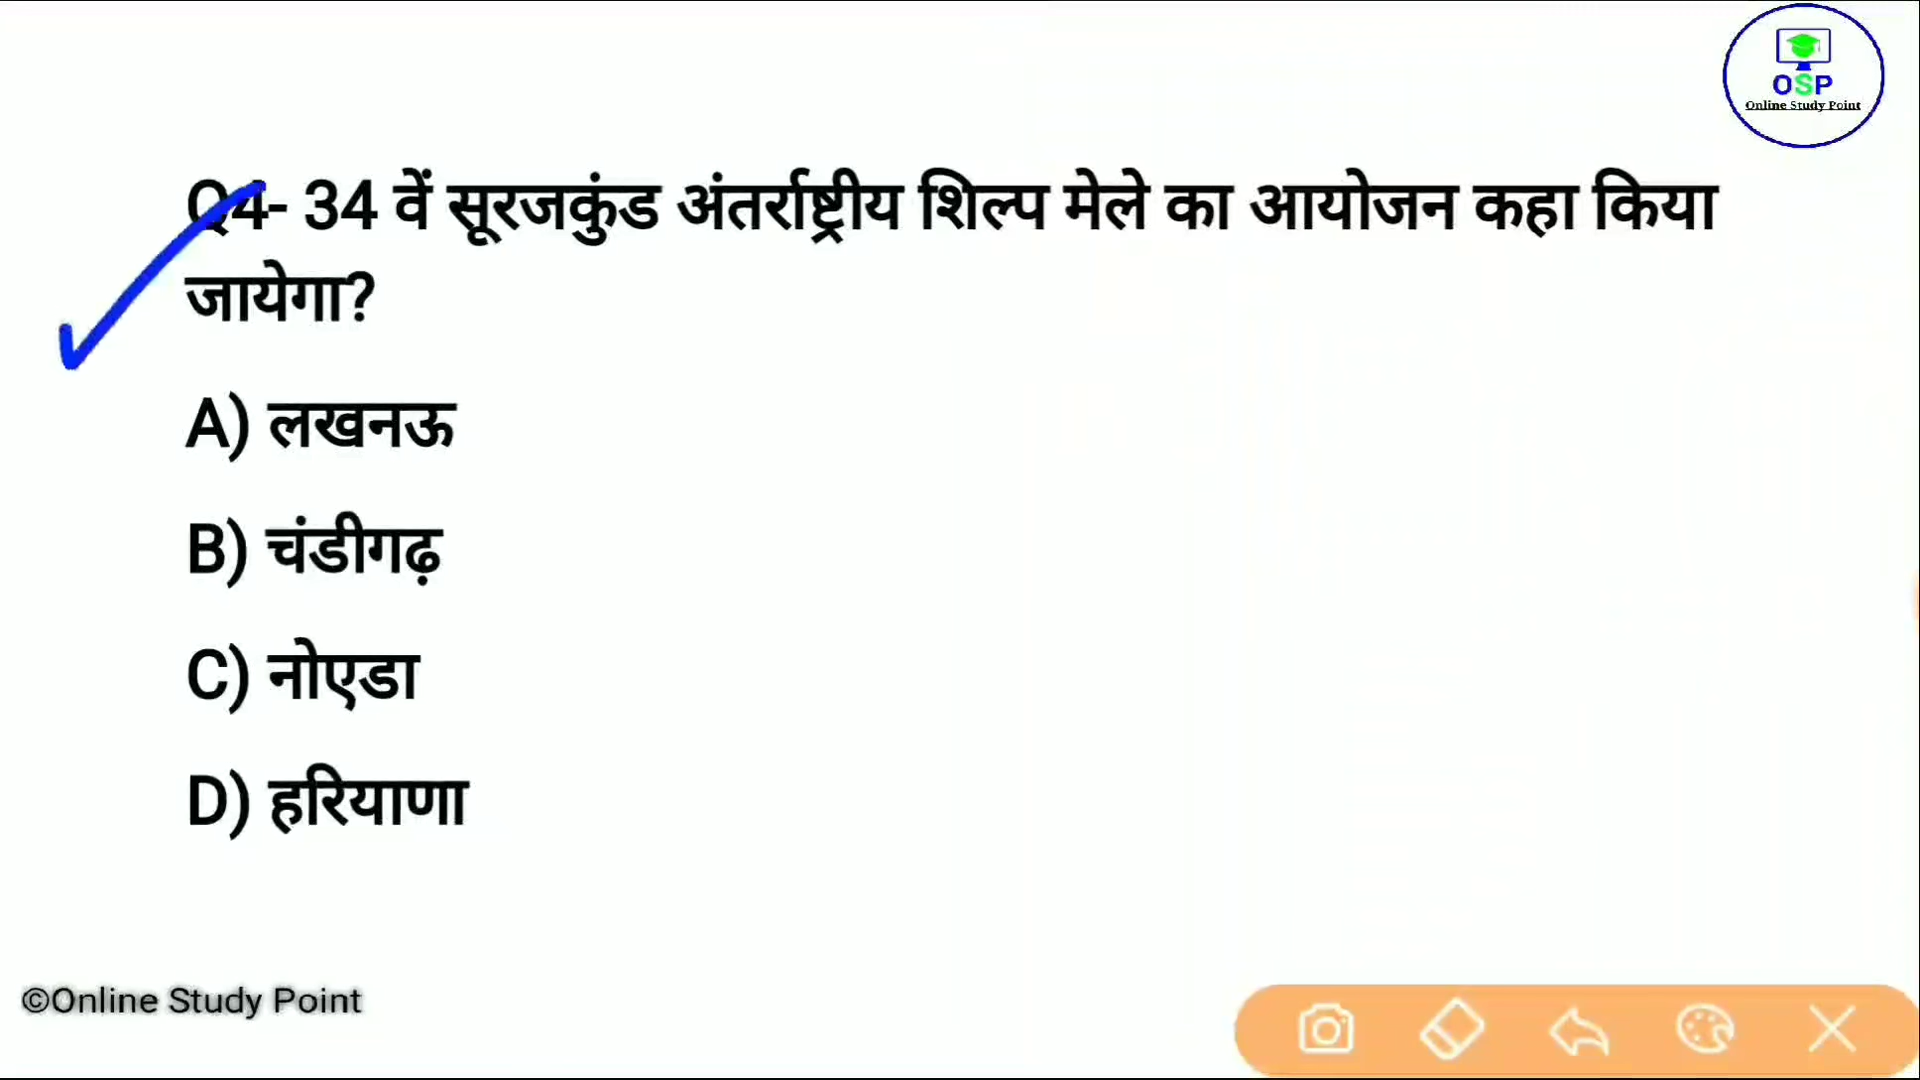 OSP
Online Study Point
Q4- 34 वें सूरजकुंड अंतर्राष्ट्रीय शिल्प मेले का आयोजन कहा किया
जायेगा?
A) लखनऊ
B) चंडीगढ़
C) नोएडा
D) हरियाणा
©Online Study Point